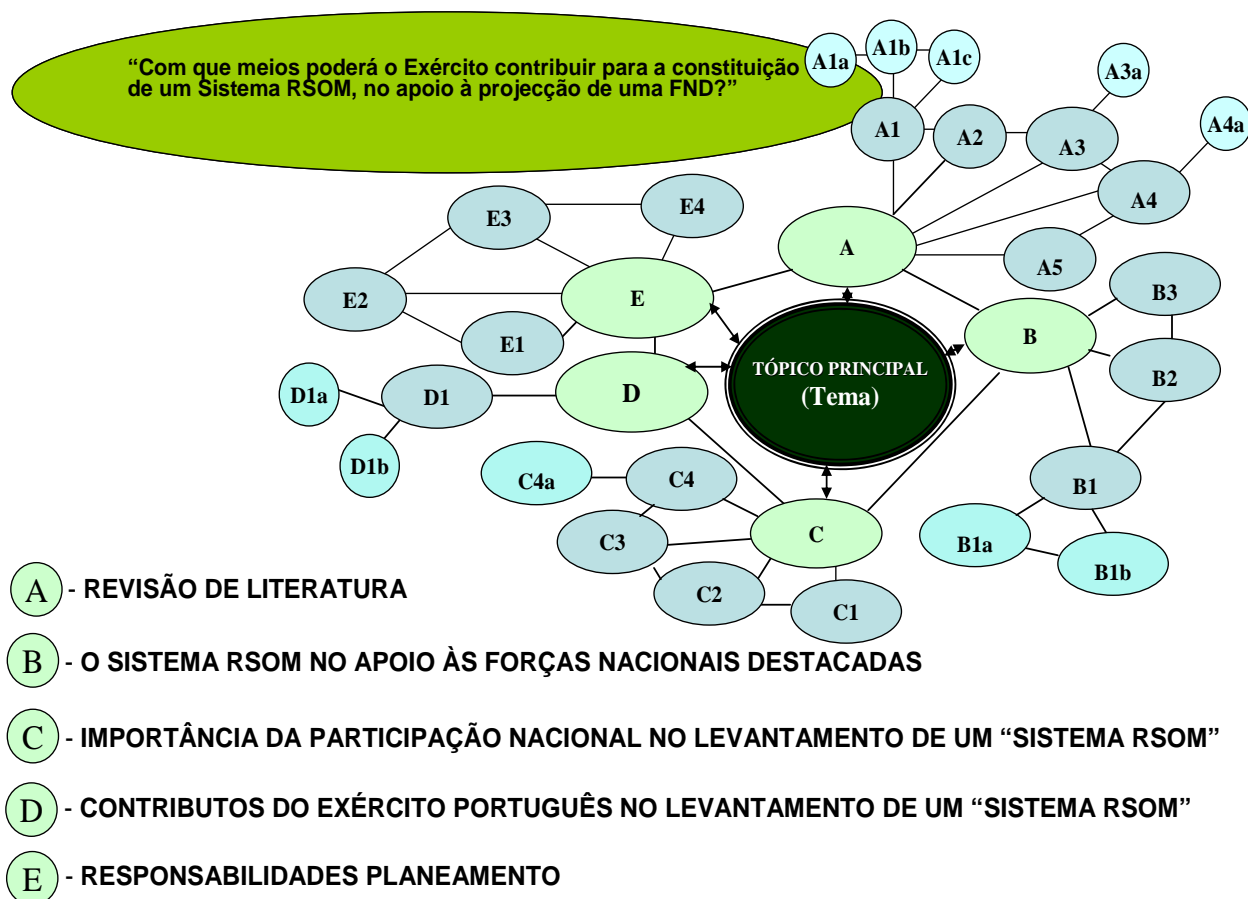 “Com que meios poderá o Exército contribuir para a constituição
de um Sistema RSOM, no apoio à projecção de uma FND?”
A1a
A1b
A1c
A3a
A4a
A1
A2
A3
A4
A5
E3
E4
A
E2
E
E1
B3
B
B2
TÓPICO PRINCIPAL
(Tema)
D1a
D1
D
D1b
C4a
C4
B1
C3
C
B1a
B1b
C2
C1
A - REVISÃO DE LITERATURA
B - O SISTEMA RSOM NO APOIO ÀS FORÇAS NACIONAIS DESTACADAS
C - IMPORTÂNCIA DA PARTICIPAÇÃO NACIONAL NO LEVANTAMENTO DE UM “SISTEMA RSOM”
D - CONTRIBUTOS DO EXÉRCITO PORTUGUÊS NO LEVANTAMENTO DE UM “SISTEMA RSOM”
E - RESPONSABILIDADES PLANEAMENTO